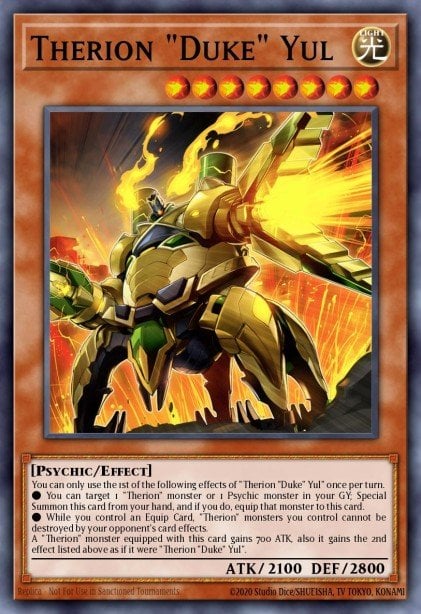 Therion "Duke" Yul
LIGHT
光
[Psychic/Effect]
You can only use the 1st of the following effects of "Therion "Duke" Yul" once per turn.
● You can target 1 "Therion" monster or 1 Psychic monster in your GY; Special
Summon this card from your hand, and if you do, equip that monster to this card.
● While you control an Equip Card, "Therion" monsters you control cannot be
destroyed by your opponent's card effects.
A "Therion" monster equipped with this card gains 700 ATK, also it gains the 2nd
effect listed above as if it were "Therion "Duke" Yul".
ATK/2100 DEF/2800
Replica - Not For Use in Sanctioned Tournaments ©2020 Studio Dice/SHUEISHA, TV TOKYO, KONAMI